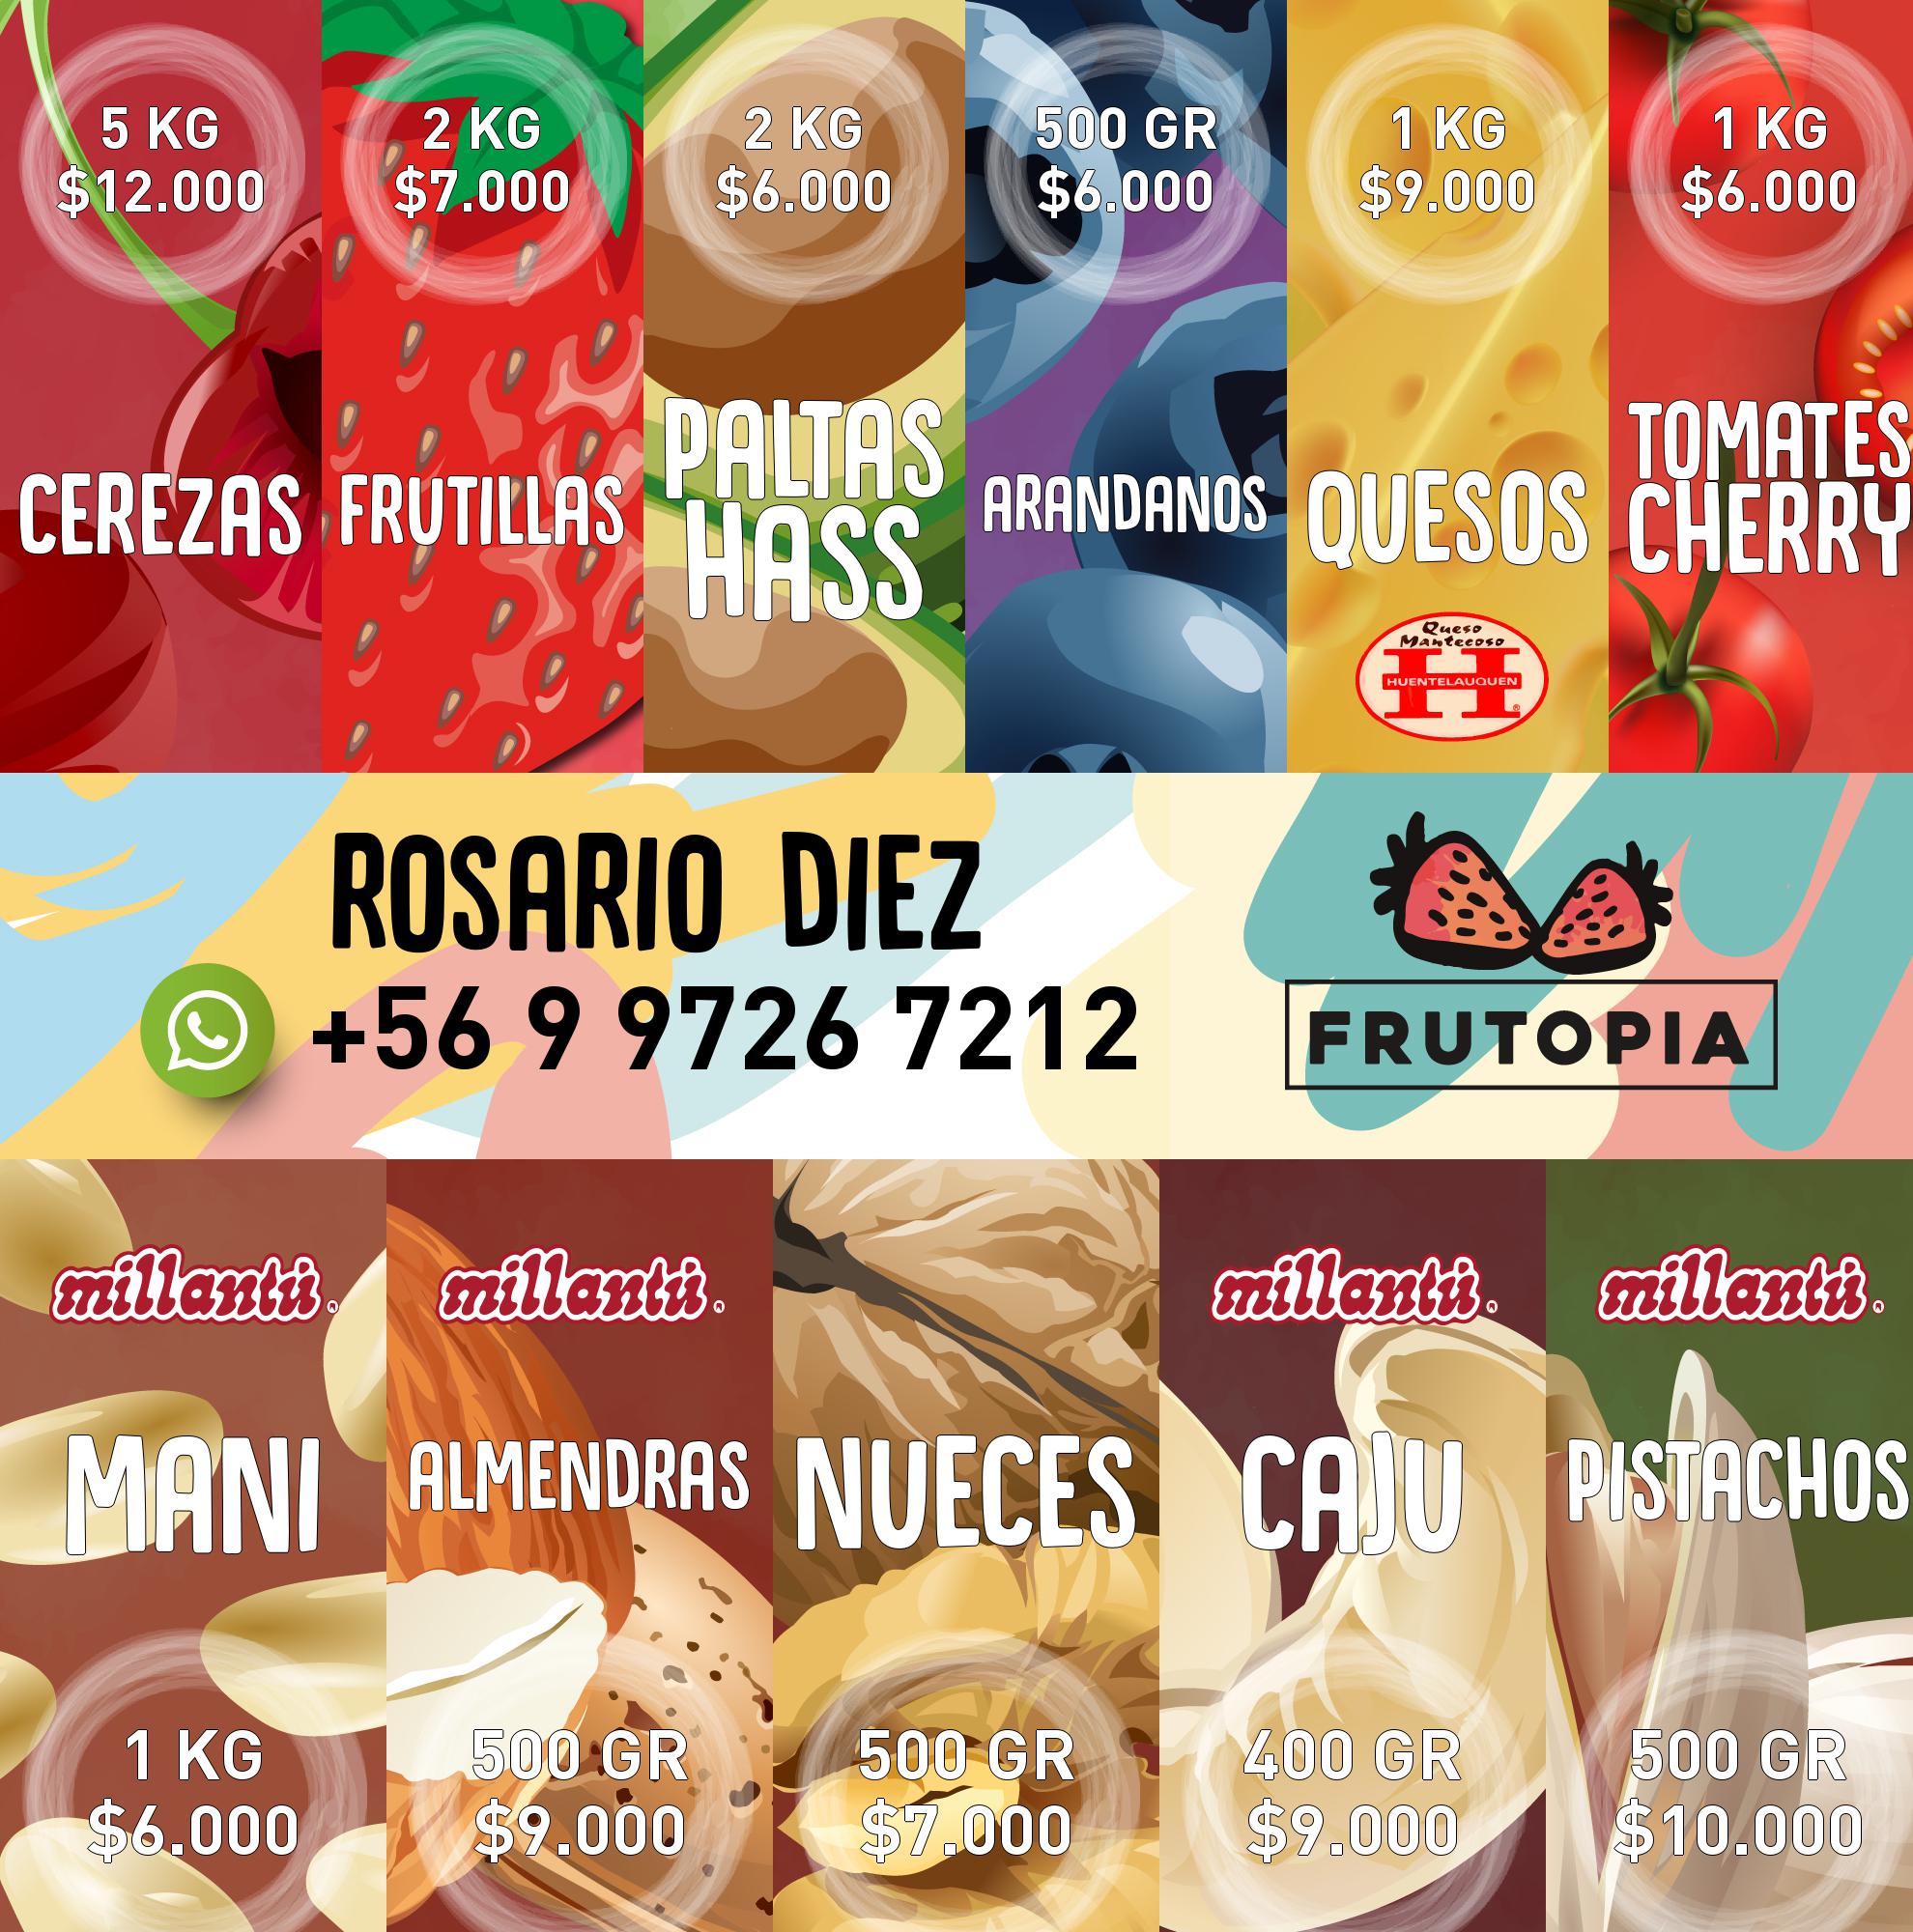 5 KG
$12.000
CEREZAS
2 KG
$7.000
FRUTILLAS
2 KG
$6.000
PALTAS
HASS
500 GR
$6.000
ARANDANOS
1 KG
$9.000
QUESOS
Queso
Mantecoso
H
HUENTELAUQUEN
®
1 KG
$6.000
TOMATES
CHERRY
ROSARIO DIEZ
+56 9 9726 7212
FRUTOPIA
millantú®
MANI
1 KG
$6.000
millantú®
ALMENDRAS
500 GR
$9.000
NUECES
500 GR
$7.000
millantú®
CAJU
400 GR
$9.000
millantú®
PISTACHOS
500 GR
$10.000